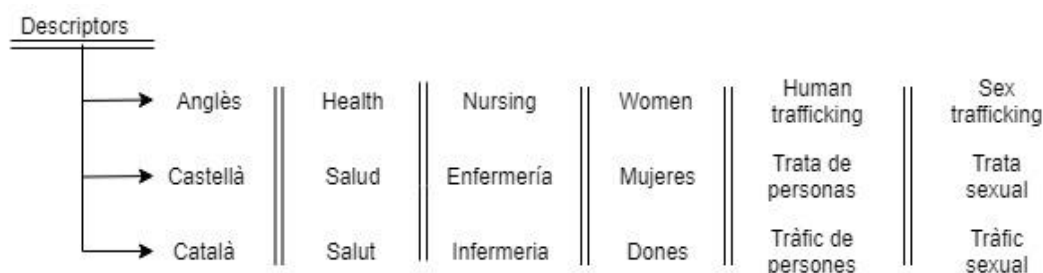 Descriptors
Anglès Health Nursing Women Human trafficking Sex trafficking
Castellà Salud Enfermería Mujeres Trata de personas Trata sexual
Català Salut Infermeria Dones Tràfic de persones Tràfic sexual